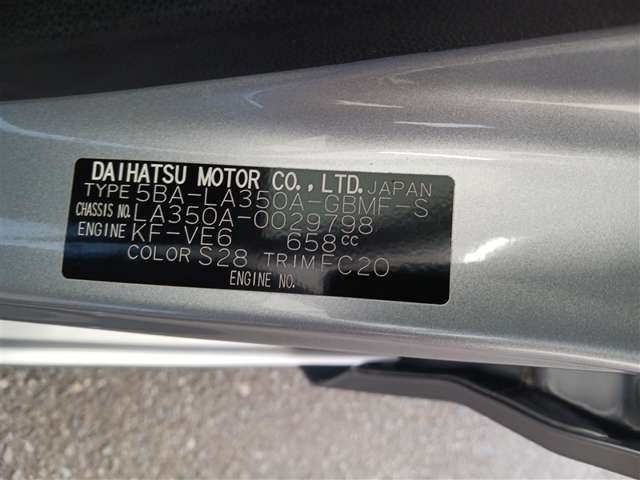 DAIHATSU MOTOR CO.,LTD. JAPAN
TYPE 5BA-LA350A-GBMF-S
CHASSIS NO. LA350A-0029798
ENGINE KF-VE6 658cc
COLOR S28 TRIM FC20
ENGINE NO.